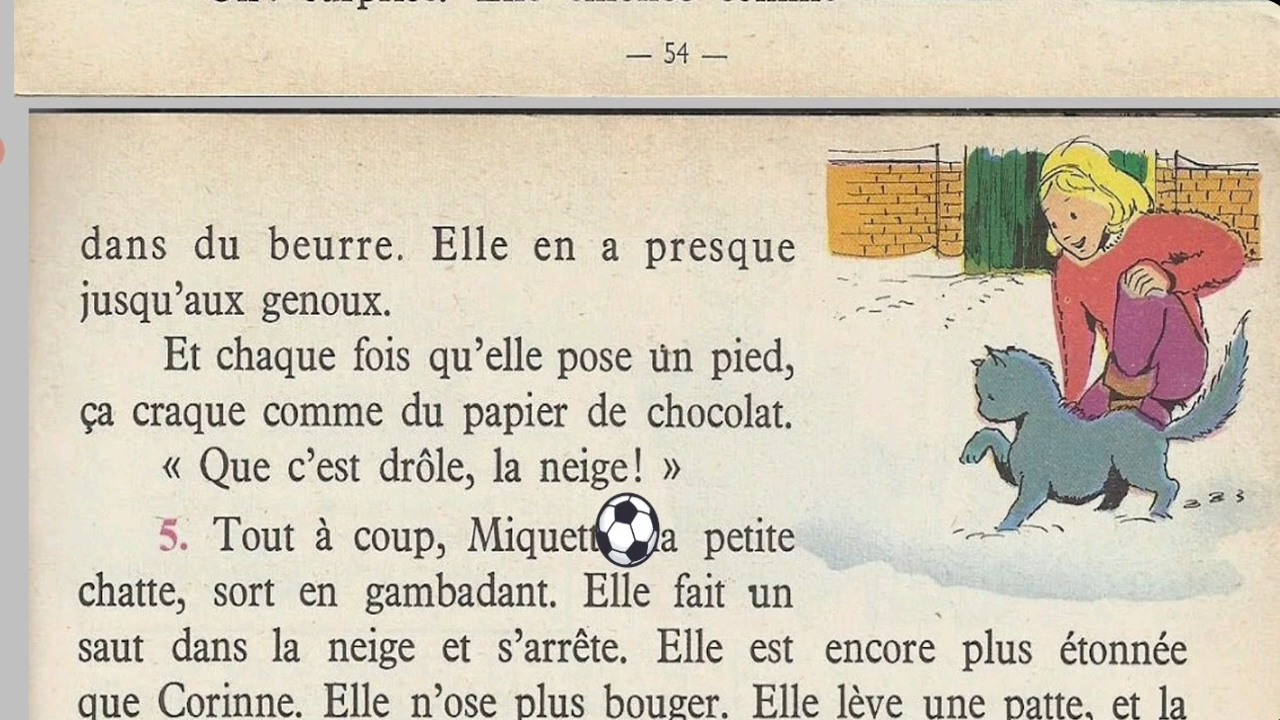 — 54 —
dans du beurre. Elle en a presque
jusqu'aux genoux.
Et chaque fois qu'elle pose un pied,
ça craque comme du papier de chocolat.
« Que c'est drôle, la neige! »
5. Tout à coup, petite
chatte, sort en gambadant. Elle fait un
saut dans la neige et s'arrête. Elle est encore plus étonnée
que Corinne. Elle n'ose plus bouger. Elle lève une patte, et la